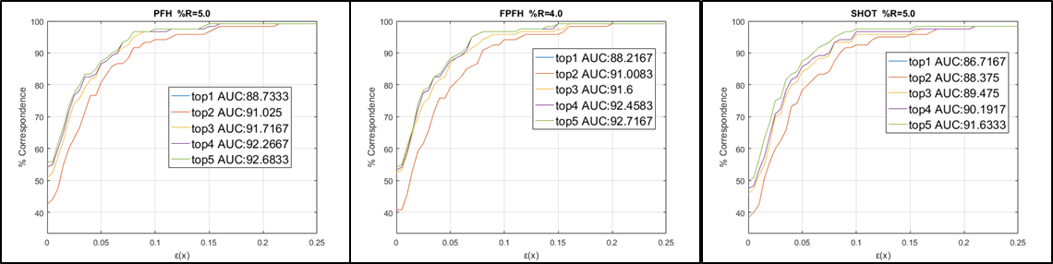 PFH %R=5.0
100
90
80
70
60
50
40
% Correspondence
top1 AUC:88.7333
top2 AUC:91.025
top3 AUC:91.7167
top4 AUC:92.2667
top5 AUC:92.6833
0
0.05
0.1
0.15
0.2
0.25
ε(x)
FPFH %R=4.0
100
90
80
70
60
50
40
% Correspondence
top1 AUC:88.2167
top2 AUC:91.0083
top3 AUC:91.6
top4 AUC:92.4583
top5 AUC:92.7167
0
0.05
0.1
0.15
0.2
0.25
ε(x)
SHOT %R=5.0
100
90
80
70
60
50
40
% Correspondence
top1 AUC:86.7167
top2 AUC:88.375
top3 AUC:89.475
top4 AUC:90.1917
top5 AUC:91.6333
0
0.05
0.1
0.15
0.2
0.25
ε(x)